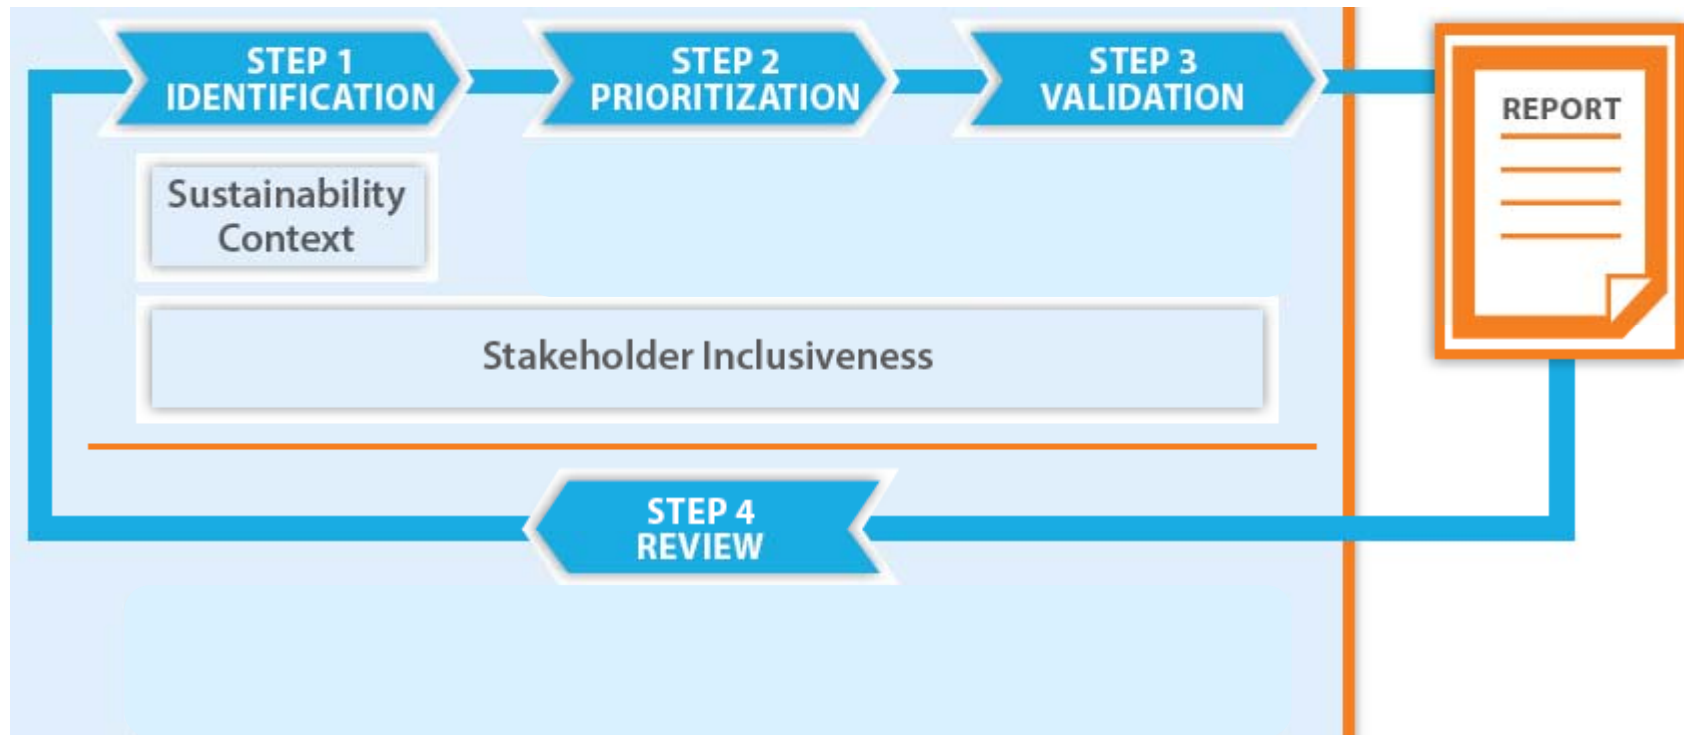 STEP 1
IDENTIFICATION
STEP 2
PRIORITIZATION
STEP 3
VALIDATION
REPORT
Sustainability
Context
Stakeholder Inclusiveness
STEP 4
REVIEW